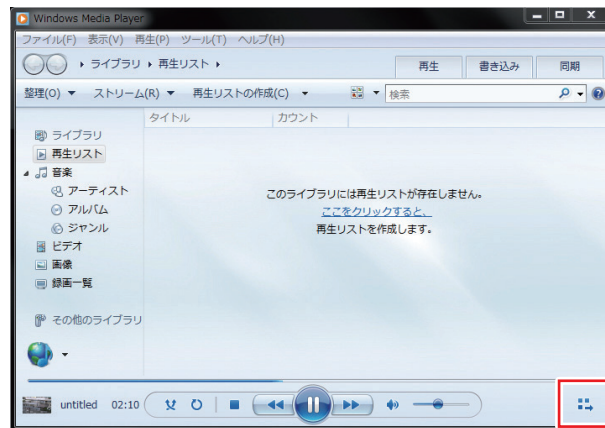 Windows Media Player
ファイル(F) 表示(V) 再生(P) ツール(T) ヘルプ(H)
ライブラリ 再生リスト 再生 書き込み 同期
整理(O) ストリーム(R) 再生リストの作成(C) 検索
タイトル カウント
ライブラリ
再生リスト
音楽
アーティスト
アルバム
ジャンル
ビデオ
画像
録画一覧
その他のライブラリ
このライブラリには再生リストが存在しません。
ここをクリックすると、
再生リストを作成します。
untitled 02:10